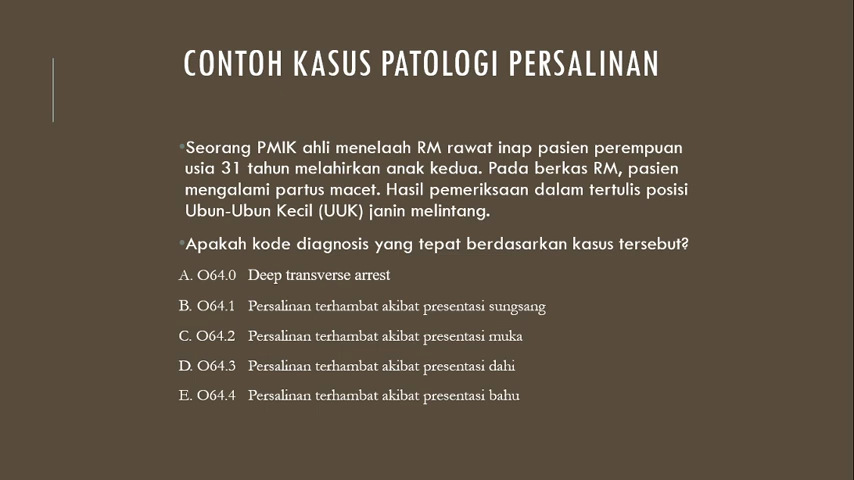 CONTOH KASUS PATOLOGI PERSALINAN
•Seorang PMIK ahli menelaah RM rawat inap pasien perempuan
usia 31 tahun melahirkan anak kedua. Pada berkas RM, pasien
mengalami partus macet. Hasil pemeriksaan dalam tertulis posisi
Ubun-Ubun Kecil (UUK) janin melintang.
•Apakah kode diagnosis yang tepat berdasarkan kasus tersebut?
A. O64.0 Deep transverse arrest
B. O64.1 Persalinan terhambat akibat presentasi sungsang
C. O64.2 Persalinan terhambat akibat presentasi muka
D. O64.3 Persalinan terhambat akibat presentasi dahi
E. O64.4 Persalinan terhambat akibat presentasi bahu